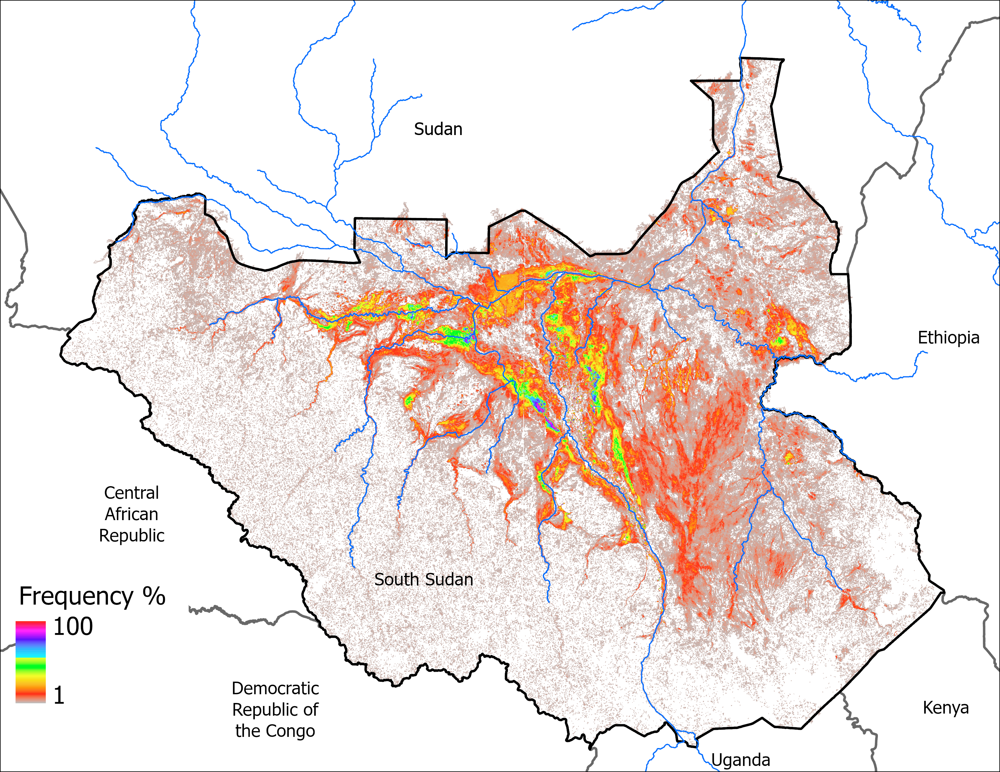 Sudan
Ethiopia
Central
African
Republic
South Sudan
Frequency %
100
1
Democratic
Republic of
the Congo
Kenya
Uganda